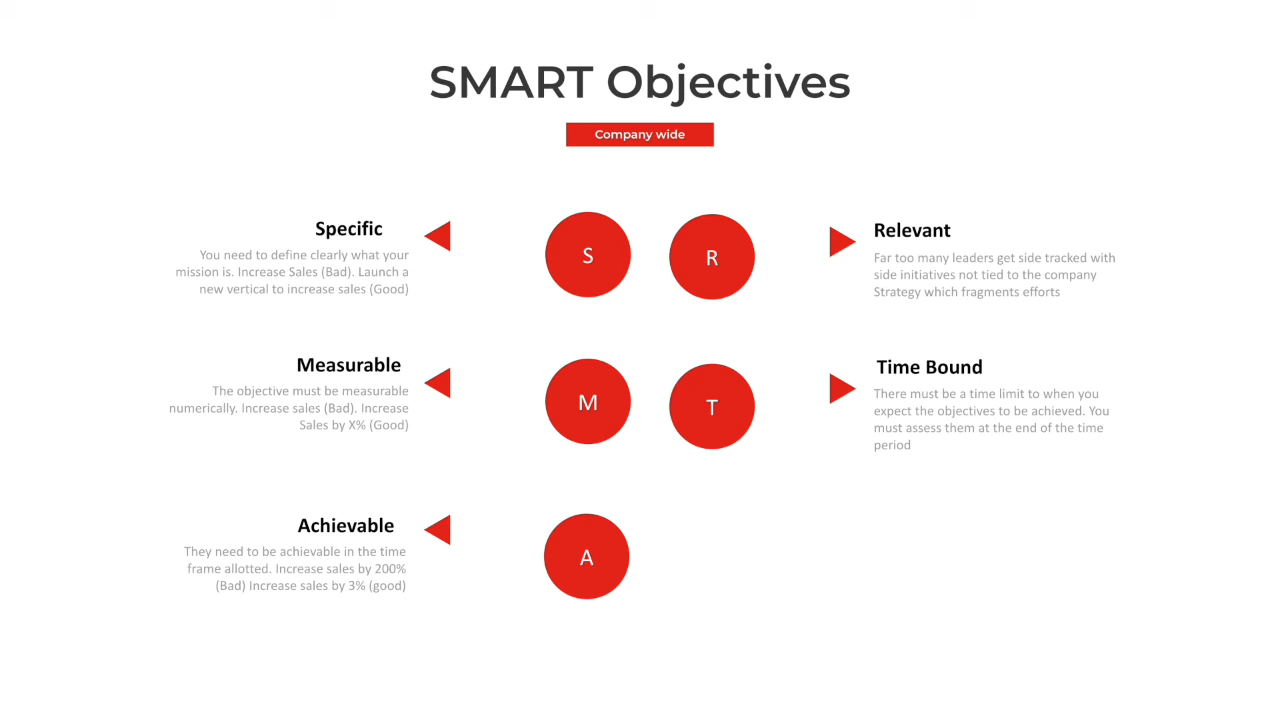 SMART Objectives
Company wide
Specific
You need to define clearly what your
mission is. Increase Sales (Bad). Launch a
new vertical to increase sales (Good)
S
Measurable
The objective must be measurable
numerically. Increase sales (Bad). Increase
Sales by X% (Good)
M
Achievable
They need to be achievable in the time
frame allotted. Increase sales by 200%
(Bad) Increase sales by 3% (good)
A
R
Relevant
Far too many leaders get side tracked with
side initiatives not tied to the company
Strategy which fragments efforts
T
Time Bound
There must be a time limit to when you
expect the objectives to be achieved. You
must assess them at the end of the time
period